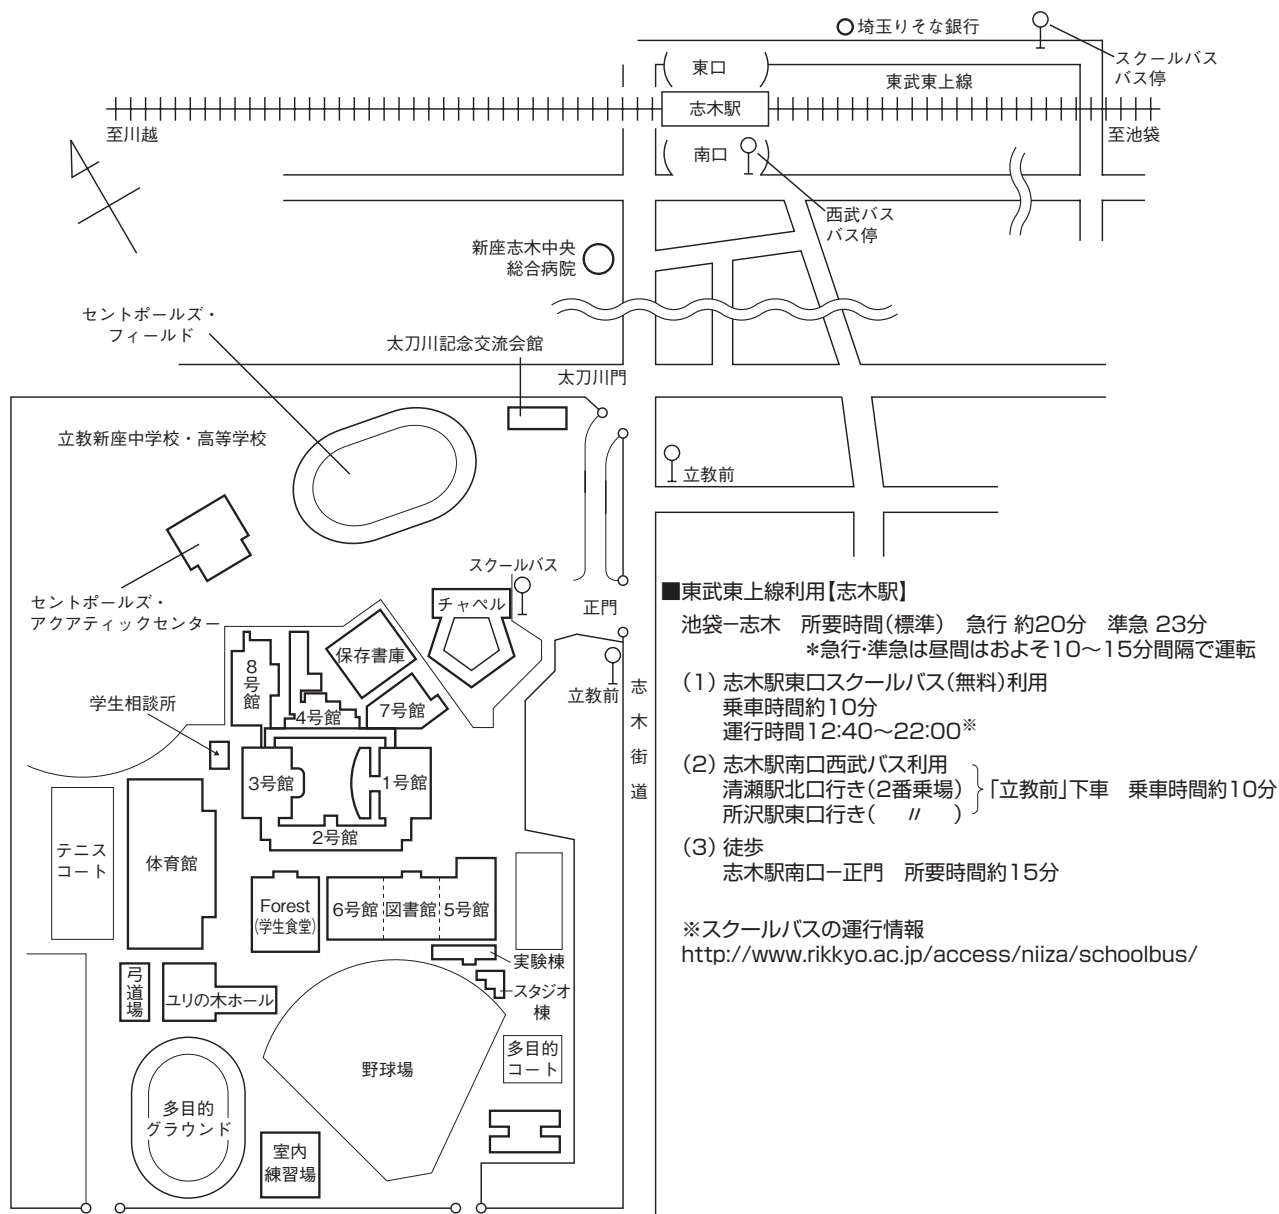 埼玉りそな銀行
スクールバス
バス停
東口
東武東上線
志木駅
至川越
至池袋
南口
西武バス
バス停
新座志木中央
総合病院
セントポールズ・
フィールド
太刀川記念交流会館
太刀川門
立教新座中学校・高等学校
立教前
スクールバス
セントポールズ・
アクアティックセンター
チャペル
正門
保存書庫
8号館
立教前
志木街道
学生相談所
4号館
7号館
3号館
1号館
2号館
テニス
コート
体育館
Forest
(学生食堂)
6号館
図書館
5号館
実験棟
弓道場
ユリの木ホール
スタジオ
棟
野球場
多目的
コート
多目的
グラウンド
室内
練習場
■東武東上線利用【志木駅】
池袋−志木 所要時間(標準) 急行 約20分 準急 23分
*急行・準急は昼間はおよそ10〜15分間隔で運転
(1) 志木駅東口スクールバス(無料)利用
乗車時間約10分
運行時間12:40〜22:00※
(2) 志木駅南口西武バス利用
清瀬駅北口行き(2番乗場)
所沢駅東口行き( 〃 )
「立教前」下車 乗車時間約10分
(3) 徒歩
志木駅南口−正門 所要時間約15分
※スクールバスの運行情報
http://www.rikkyo.ac.jp/access/niiza/schoolbus/